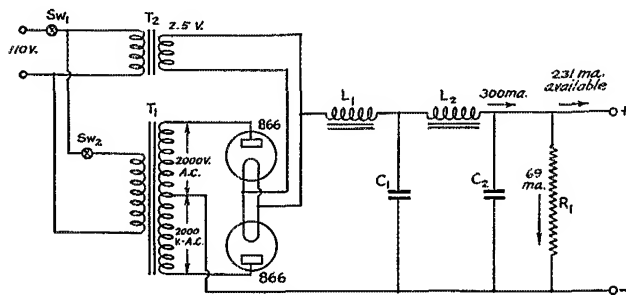 Sw1
110V.
T2
2.5 V.
Sw2
T1
2000V.
A.C.
2000
V.A.C.
866
866
L1
C1
L2
300ma.
231 ma.
available
C2
69
ma.
R1
+
-